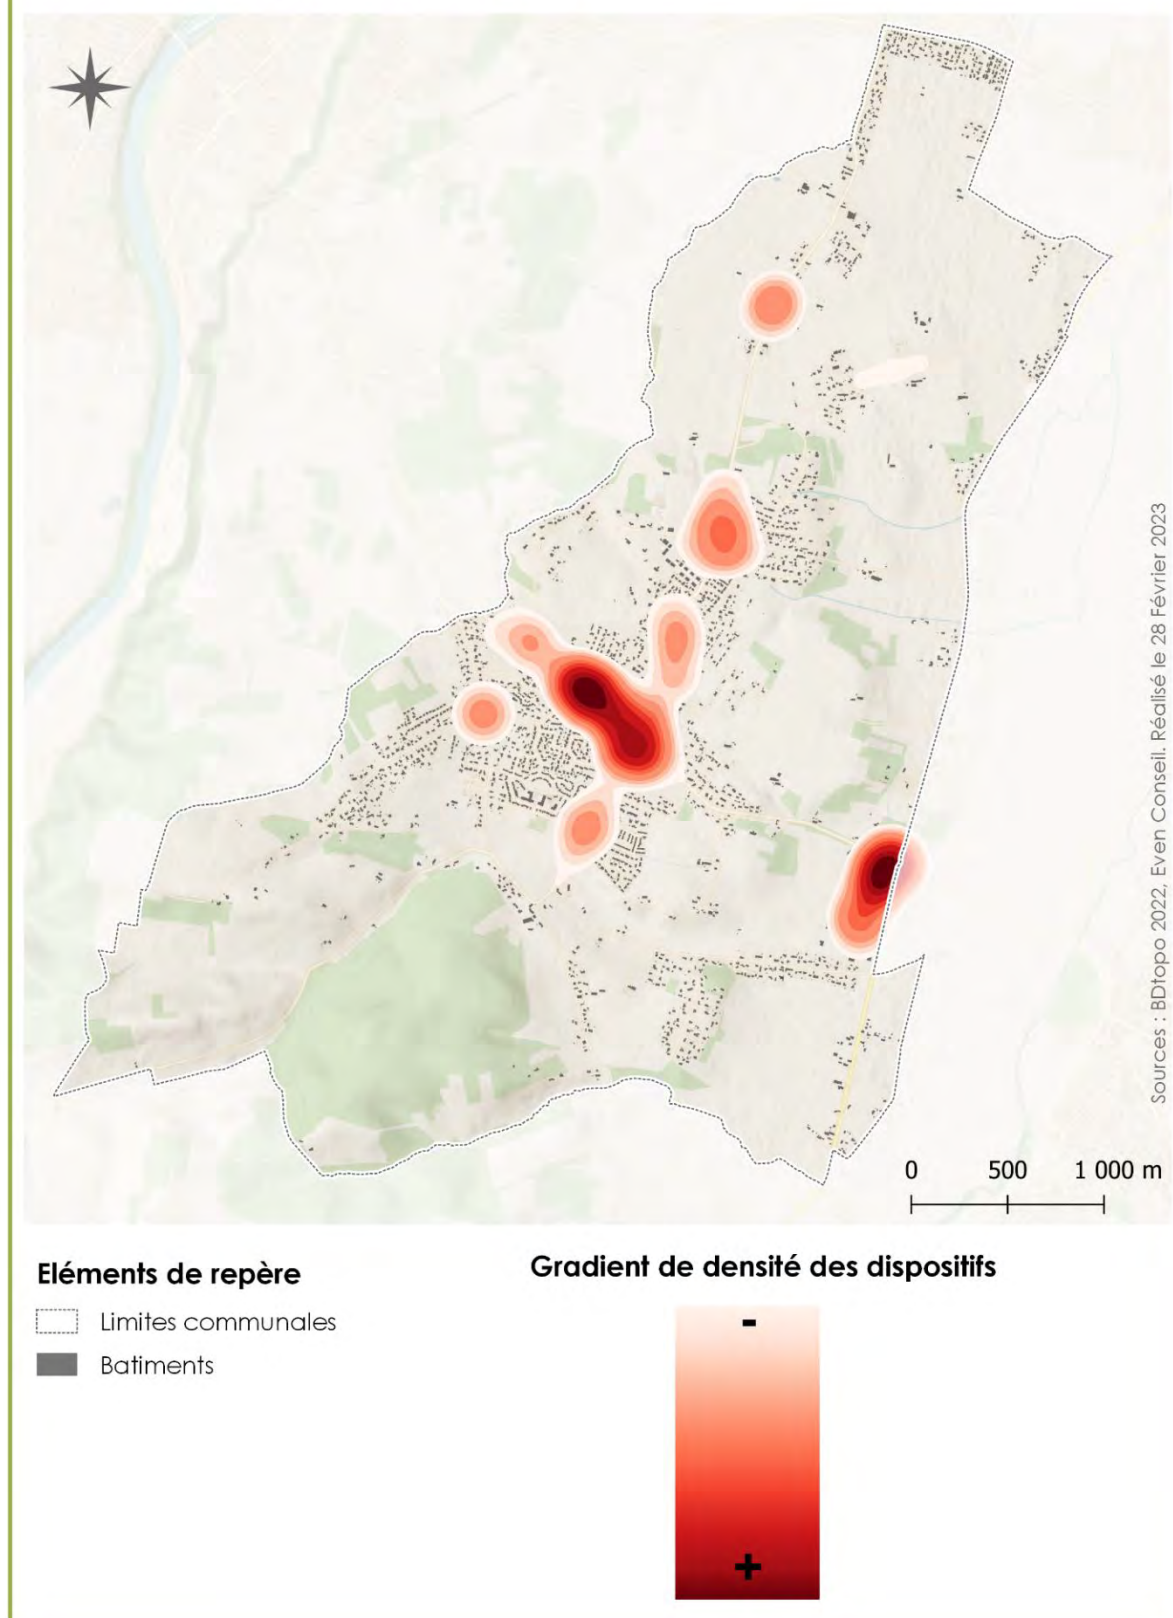 Sources : BDtopo 2022, Even Conseil. Réalisé le 28 Février 2023
0 500 1 000 m
Eléments de repère
Limites communales
Batiments
Gradient de densité des dispositifs
-
+